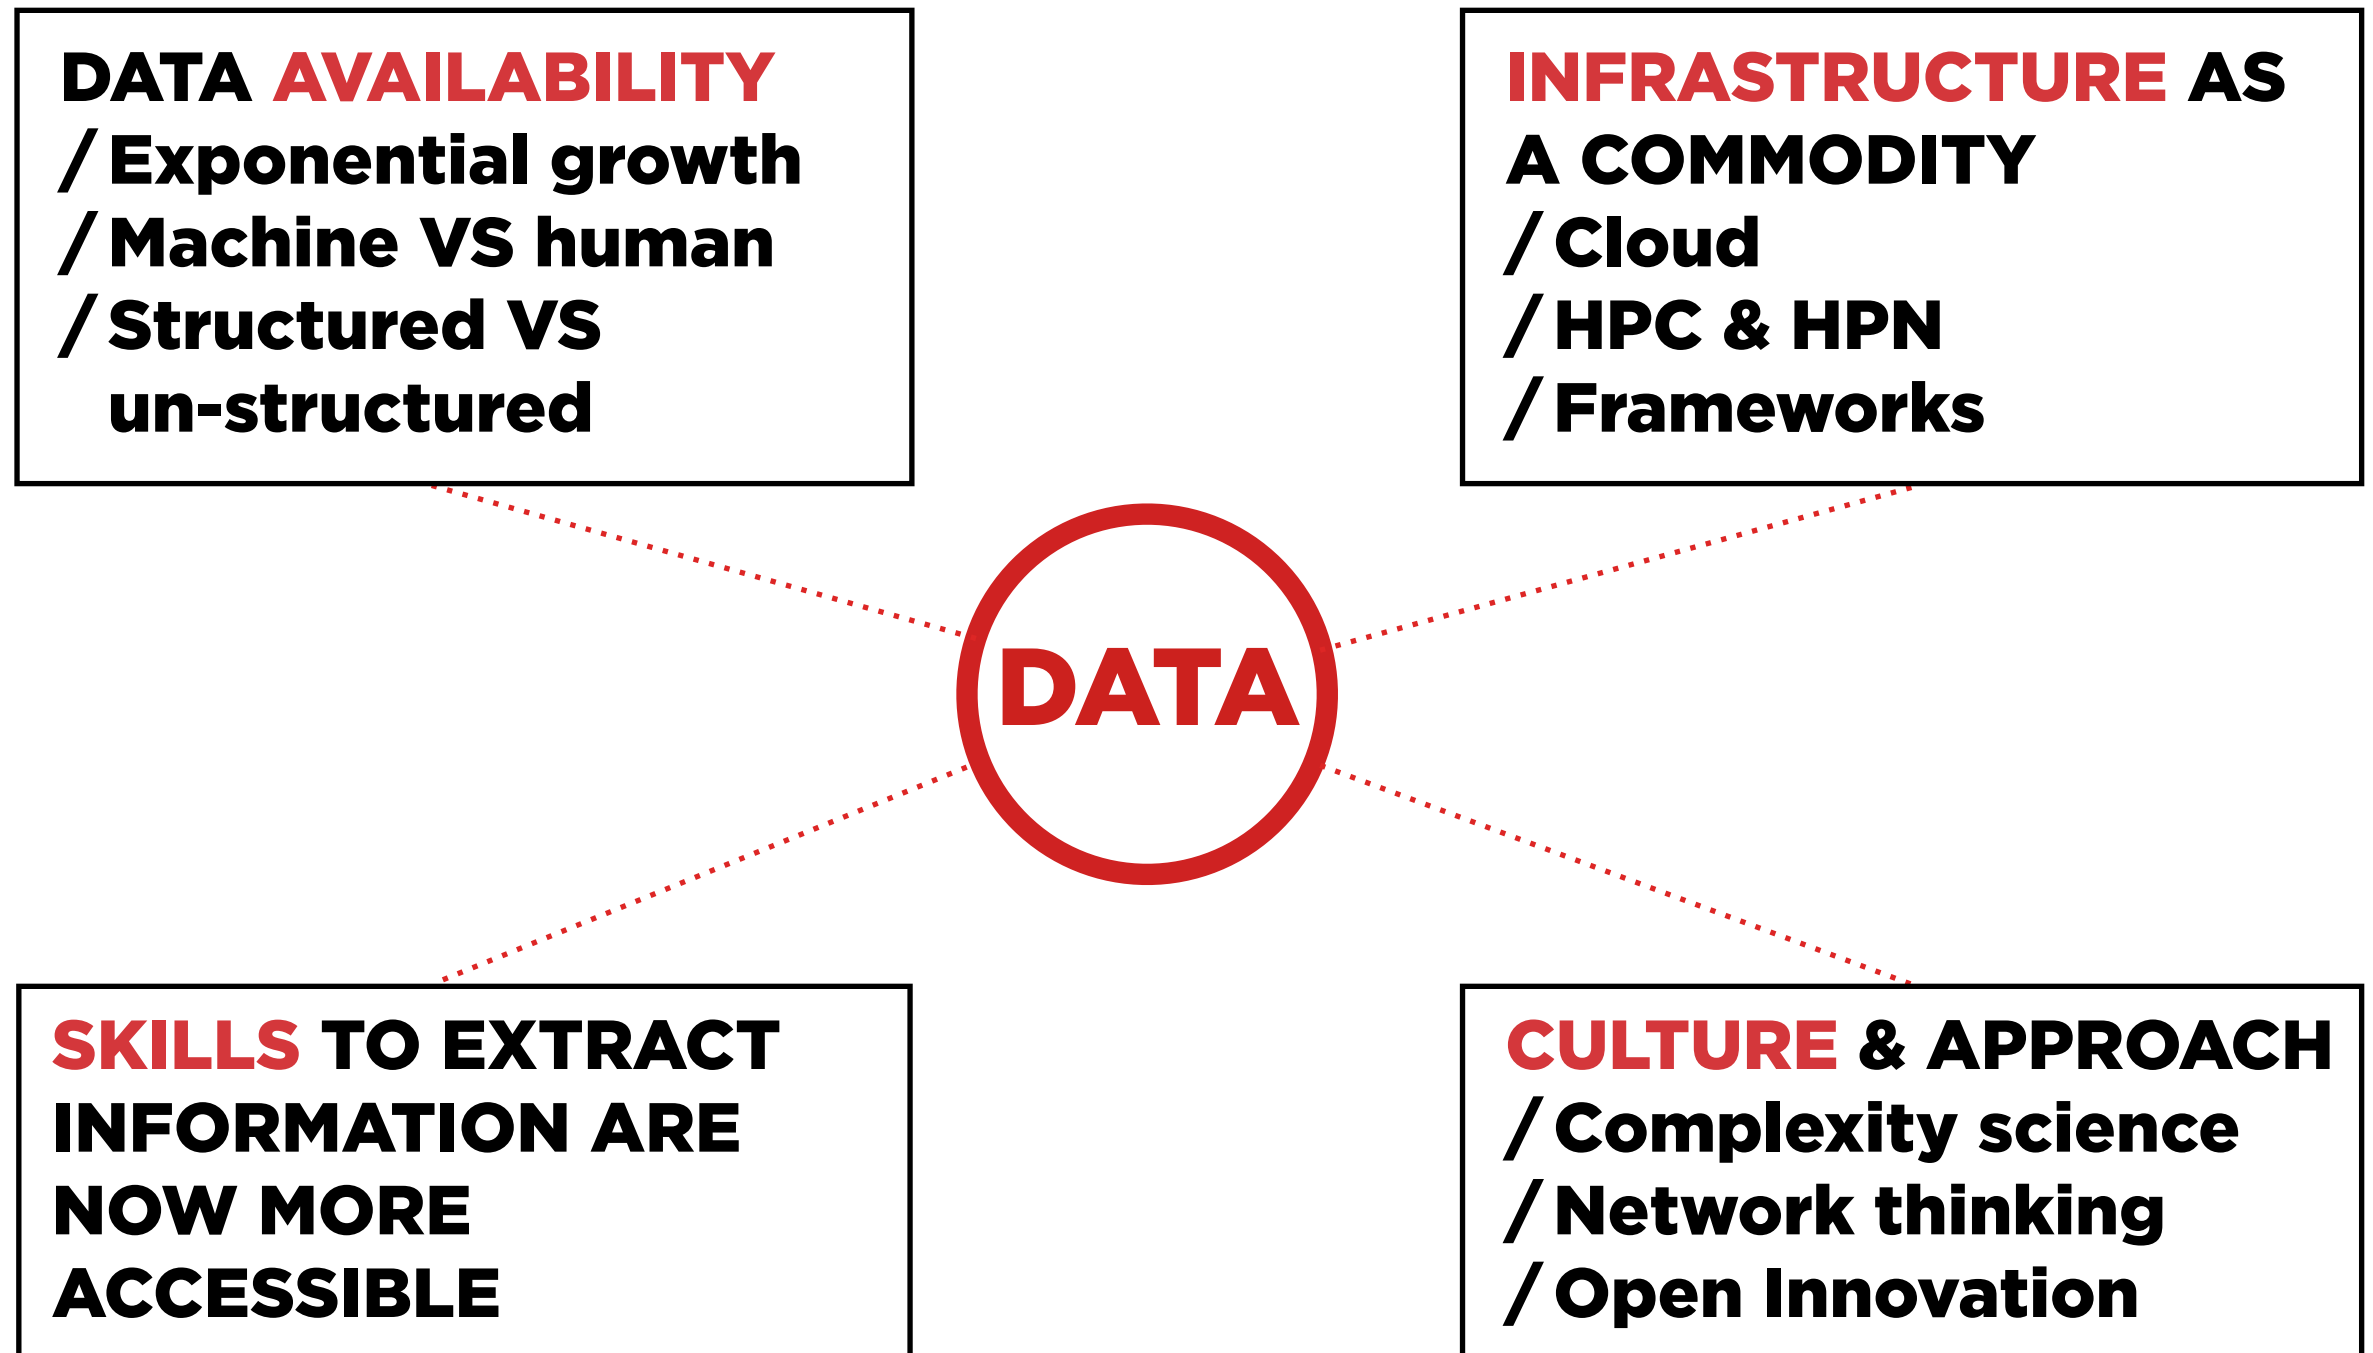 DATA AVAILABILITY
/ Exponential growth
/ Machine VS human
/ Structured VS
un-structured
INFRASTRUCTURE AS
A COMMODITY
/ Cloud
/ HPC & HPN
/ Frameworks
DATA
SKILLS TO EXTRACT
INFORMATION ARE
NOW MORE
ACCESSIBLE
CULTURE & APPROACH
/ Complexity science
/ Network thinking
/ Open Innovation